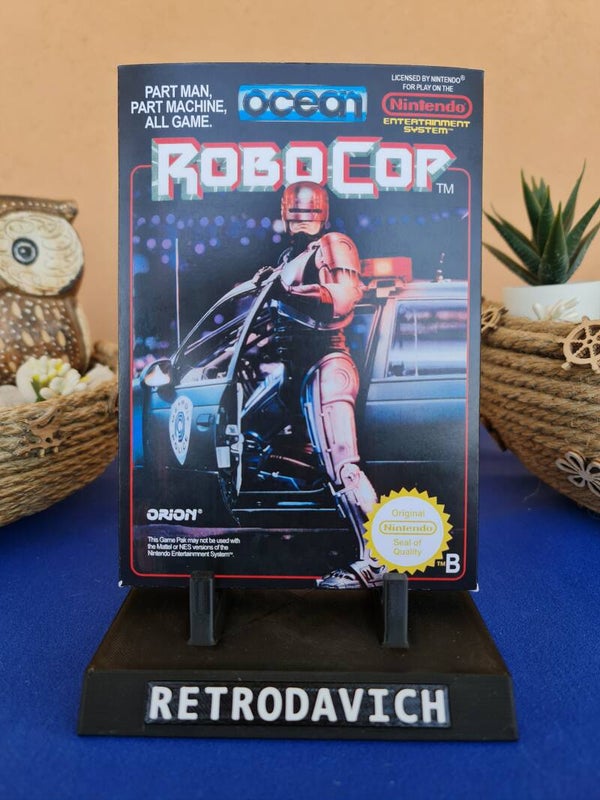 PART MAN,
PART MACHINE,
ALL GAME.
ocean
LICENSED BY NINTENDO®
FOR PLAY ON THE
Nintendo
ENTERTAINMENT
SYSTEM™
ROBOCOP
TM
ORION®
This Game Pak may not be used with
the Mattel or NES versions of the
Nintendo Entertainment System™.
Original
Nintendo
Seal of
Quality
TM B
RETRODAVICH